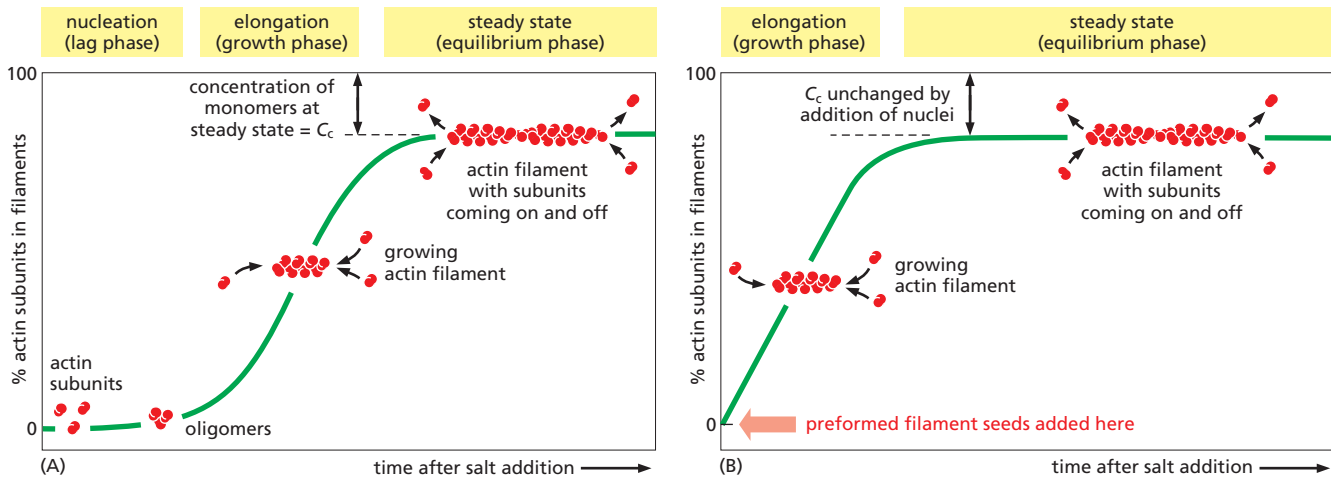 nucleation
(lag phase)
elongation
(growth phase)
steady state
(equilibrium phase)
% actin subunits in filaments
100
0
concentration of
monomers at
steady state = Cc
actin filament
with subunits
coming on and off
growing
actin filament
actin
subunits
oligomers
(A)
time after salt addition
elongation
(growth phase)
steady state
(equilibrium phase)
% actin subunits in filaments
100
0
Cc unchanged by
addition of nuclei
actin filament
with subunits
coming on and off
growing
actin filament
preformed filament seeds added here
(B)
time after salt addition